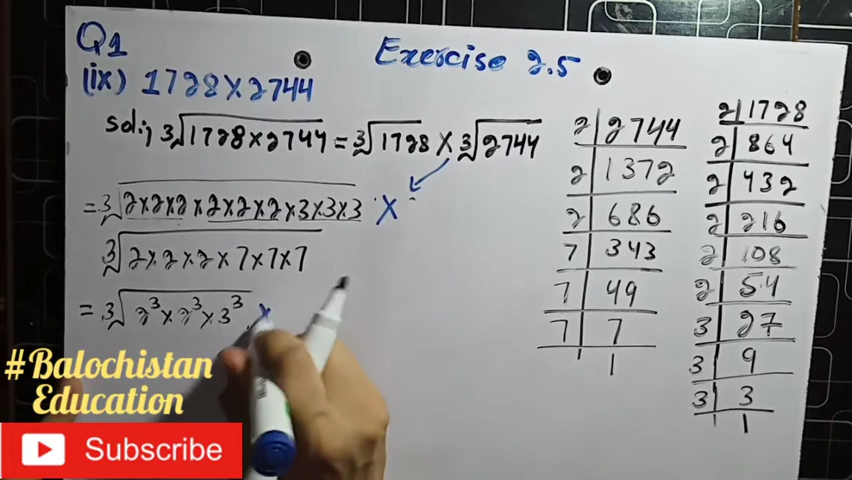 Q1
Exercise 2.5
(ix) 1728×2744
Sol:, ∛1728×2744 = ∛1728 × ∛2744
= ∛2×2×2×2×2×2×3×3×3 ×
∛2×2×2×7×7×7
= ∛2³×2³×3³ ×
2 | 2744
2 | 1372
2 | 686
7 | 343
7 | 49
7 | 7
1
2 | 1728
2 | 864
2 | 432
2 | 216
2 | 108
2 | 54
3 | 27
3 | 9
3 | 3
1
#Balochistan
Education
Subscribe